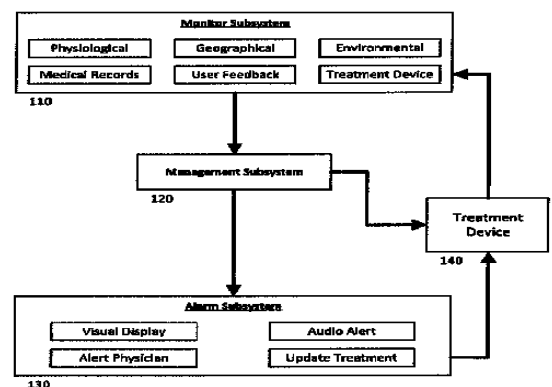 Monitor Subsystem
Physiological Geographical Environmental
Medical Records User Feedback Treatment Device
110
Management Subsystem
120
Treatment
Device
140
Alarm Subsystem
Visual Display Audio Alert
Alert Physician Update Treatment
130